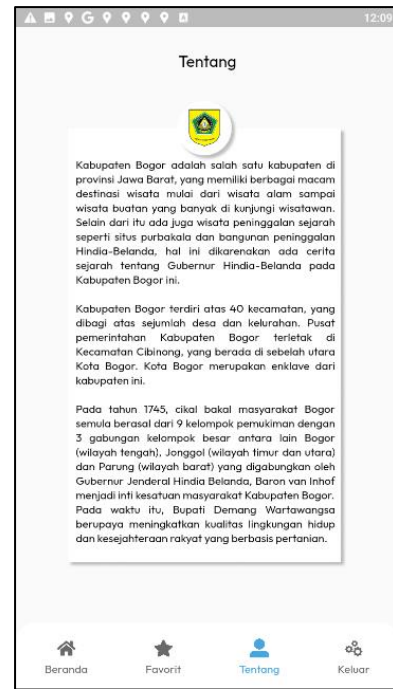 12:09
Tentang
Kabupaten Bogor adalah salah satu kabupaten di
provinsi Jawa Barat, yang memiliki berbagai macam
destinasi wisata mulai dari wisata alam sampai
wisata buatan yang banyak di kunjungi wisatawan.
Selain dari itu ada juga wisata peninggalan sejarah
seperti situs purbakala dan bangunan peninggalan
Hindia-Belanda, hal ini dikarenakan ada cerita
sejarah tentang Gubernur Hindia-Belanda pada
Kabupaten Bogor ini.
Kabupaten Bogor terdiri atas 40 kecamatan, yang
dibagi atas sejumlah desa dan kelurahan. Pusat
pemerintahan Kabupaten Bogor terletak di
Kecamatan Cibinong, yang berada di sebelah utara
Kota Bogor. Kota Bogor merupakan enklave dari
kabupaten ini.
Pada tahun 1745, cikal bakal masyarakat Bogor
semula berasal dari 9 kelompok pemukiman dengan
3 gabungan kelompok besar antara lain Bogor
(wilayah tengah), Jonggol (wilayah timur dan utara)
dan Parung (wilayah barat) yang digabungkan oleh
Gubernur Jenderal Hindia Belanda, Baron van Inhof
menjadi inti kesatuan masyarakat Kabupaten Bogor.
Pada waktu itu, Bupati Demang Wartawangsa
berupaya meningkatkan kualitas lingkungan hidup
dan kesejahteraan rakyat yang berbasis pertanian.
Beranda Favorit Tentang Keluar